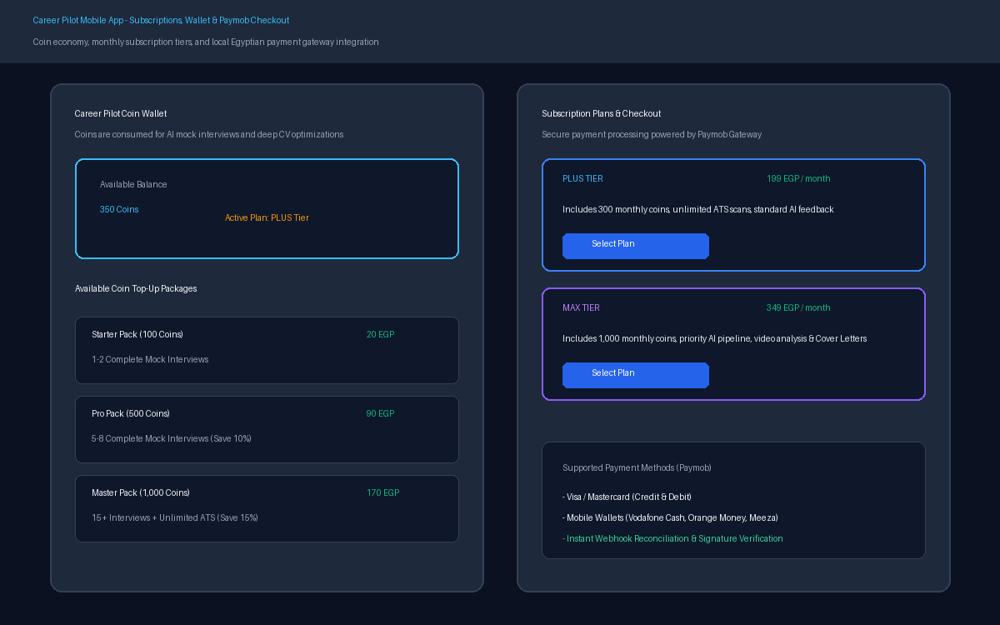 Career Pilot Mobile App - Subscriptions, Wallet & Paymob Checkout
Coin economy, monthly subscription tiers, and local Egyptian payment gateway integration
Career Pilot Coin Wallet
Coins are consumed for AI mock interviews and deep CV optimizations
Available Balance
350 Coins
Active Plan: PLUS Tier
Available Coin Top-Up Packages
Starter Pack (100 Coins)
20 EGP
1-2 Complete Mock Interviews
Pro Pack (500 Coins)
90 EGP
5-8 Complete Mock Interviews (Save 10%)
Master Pack (1,000 Coins)
170 EGP
15+ Interviews + Unlimited ATS (Save 15%)
Subscription Plans & Checkout
Secure payment processing powered by Paymob Gateway
PLUS TIER
199 EGP / month
Includes 300 monthly coins, unlimited ATS scans, standard AI feedback
Select Plan
MAX TIER
349 EGP / month
Includes 1,000 monthly coins, priority AI pipeline, video analysis & Cover Letters
Select Plan
Supported Payment Methods (Paymob)
- Visa / Mastercard (Credit & Debit)
- Mobile Wallets (Vodafone Cash, Orange Money, Meeza)
- Instant Webhook Reconciliation & Signature Verification